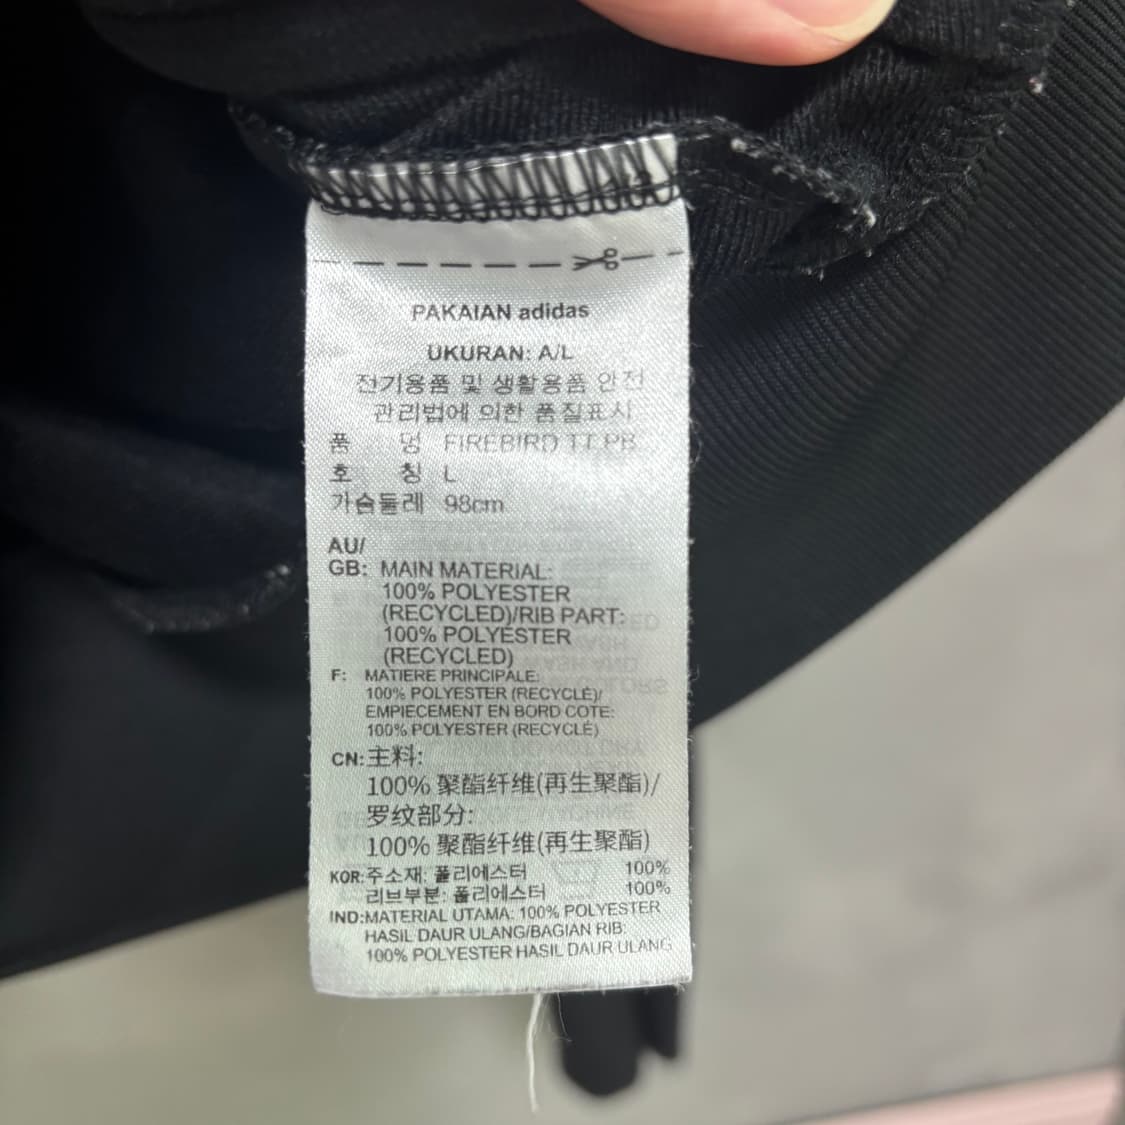 PAKAIAN adidas
UKURAN: A/L
전기용품 및 생활용품 안전
관리법에 의한 품질표시
품 명 FIREBIRD TT PB
호 칭 L
가슴둘레 98cm
AU/
GB: MAIN MATERIAL:
100% POLYESTER
(RECYCLED)/RIB PART:
100% POLYESTER
(RECYCLED)
F: MATIERE PRINCIPALE:
100% POLYESTER (RECYCLÉ)/
EMPIECEMENT EN BORD COTE:
100% POLYESTER (RECYCLÉ)
CN:主料:
100% 聚酯纤维(再生聚酯)/
罗纹部分:
100% 聚酯纤维(再生聚酯)
KOR:주소재: 폴리에스터 100%
리브부분: 폴리에스터 100%
IND:MATERIAL UTAMA: 100% POLYESTER
HASIL DAUR ULANG/BAGIAN RIB:
100% POLYESTER HASIL DAUR ULANG